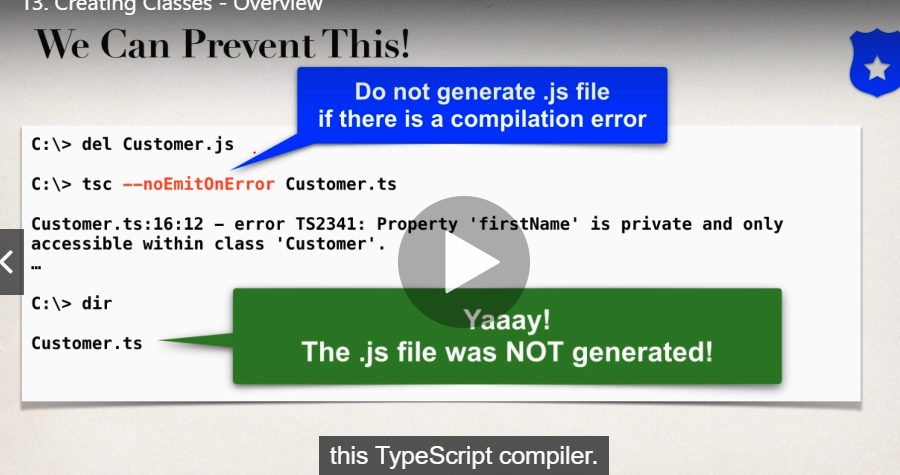 13. Creating Classes - Overview
We Can Prevent This!
Do not generate .js file
if there is a compilation error
C:\> del Customer.js
C:\> tsc --noEmitOnError Customer.ts
Customer.ts:16:12 – error TS2341: Property 'firstName' is private and only
accessible within class 'Customer'.
…
C:\> dir
Yaaay!
The .js file was NOT generated!
Customer.ts
this TypeScript compiler.